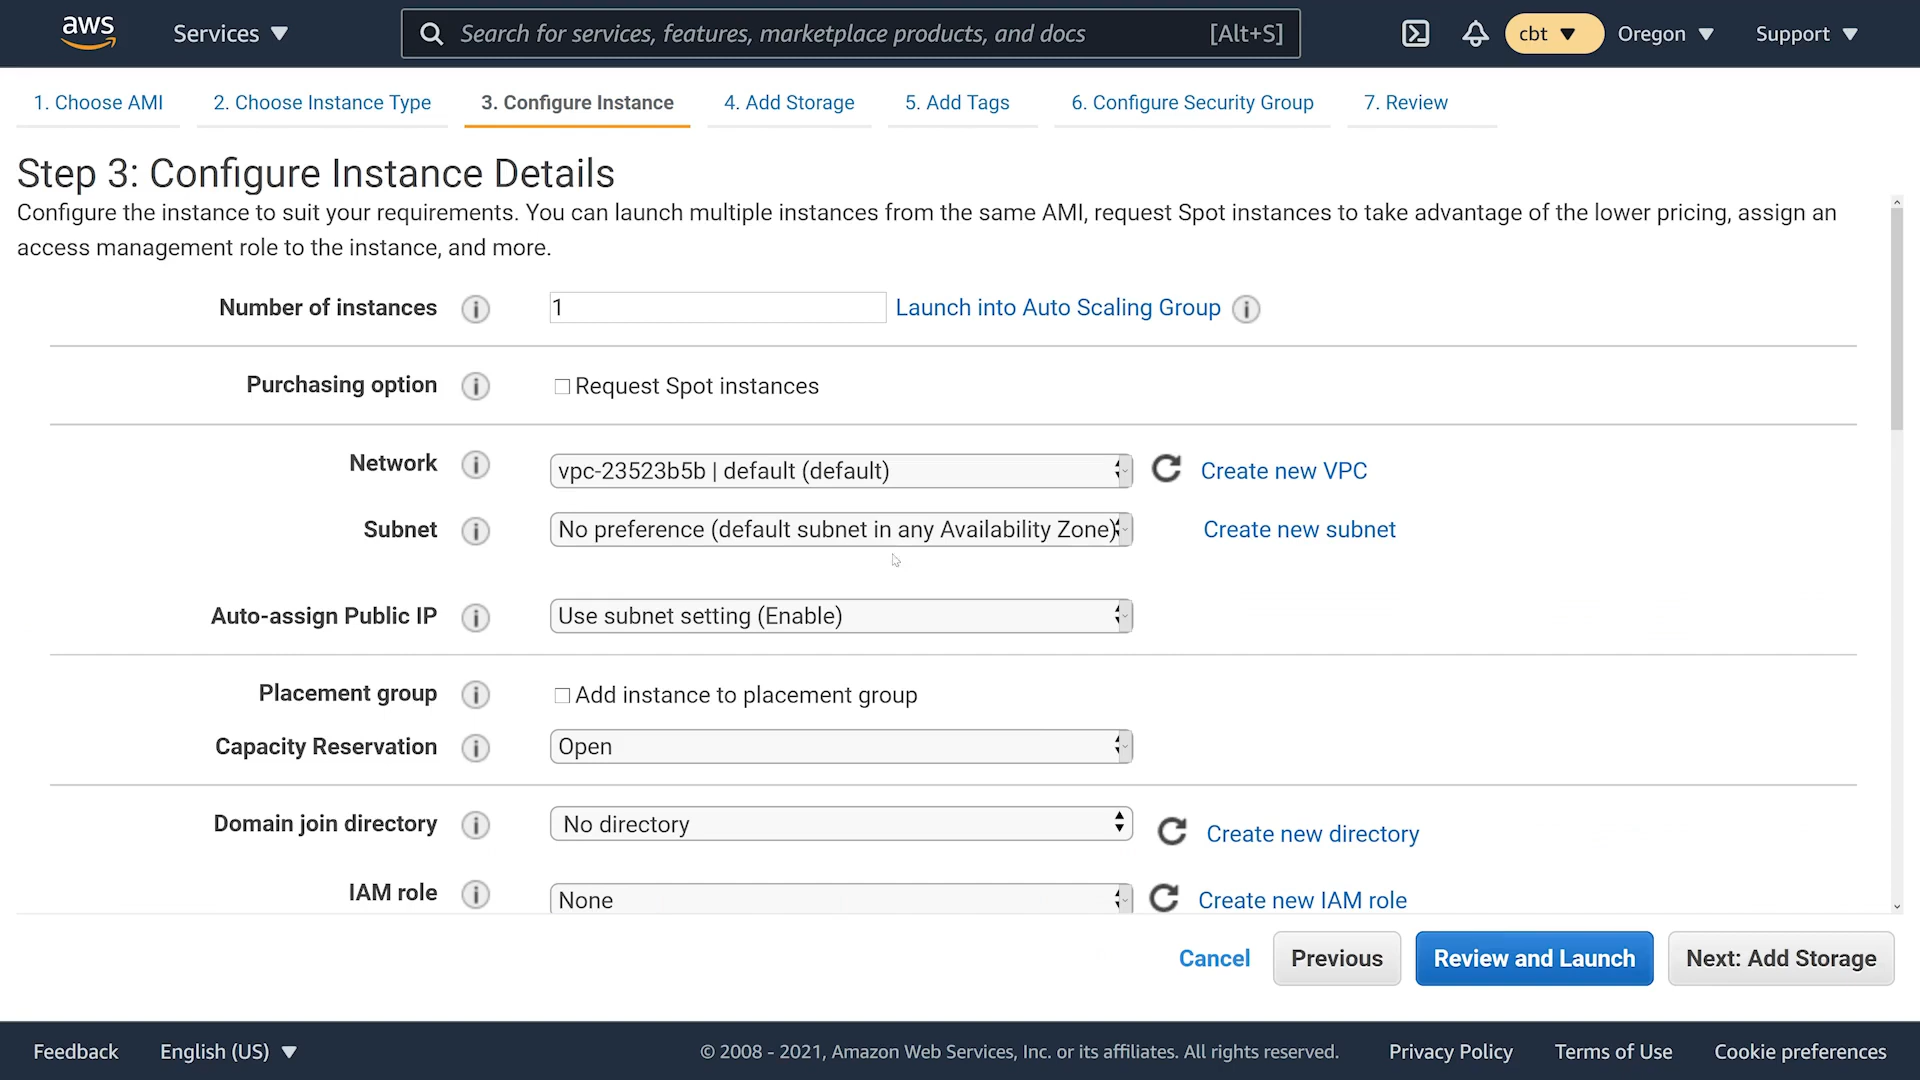 aws
Services
Search for services, features, marketplace products, and docs
[Alt+S]
cbt
Oregon
Support
1. Choose AMI
2. Choose Instance Type
3. Configure Instance
4. Add Storage
5. Add Tags
6. Configure Security Group
7. Review
Step 3: Configure Instance Details
Configure the instance to suit your requirements. You can launch multiple instances from the same AMI, request Spot instances to take advantage of the lower pricing, assign an
access management role to the instance, and more.
Number of instances
1
Launch into Auto Scaling Group
Purchasing option
Request Spot instances
Network
vpc-23523b5b | default (default)
Create new VPC
Subnet
No preference (default subnet in any Availability Zone)
Create new subnet
Auto-assign Public IP
Use subnet setting (Enable)
Placement group
Add instance to placement group
Capacity Reservation
Open
Domain join directory
No directory
Create new directory
IAM role
None
Create new IAM role
Cancel
Previous
Review and Launch
Next: Add Storage
Feedback
English (US)
© 2008 - 2021, Amazon Web Services, Inc. or its affiliates. All rights reserved.
Privacy Policy
Terms of Use
Cookie preferences